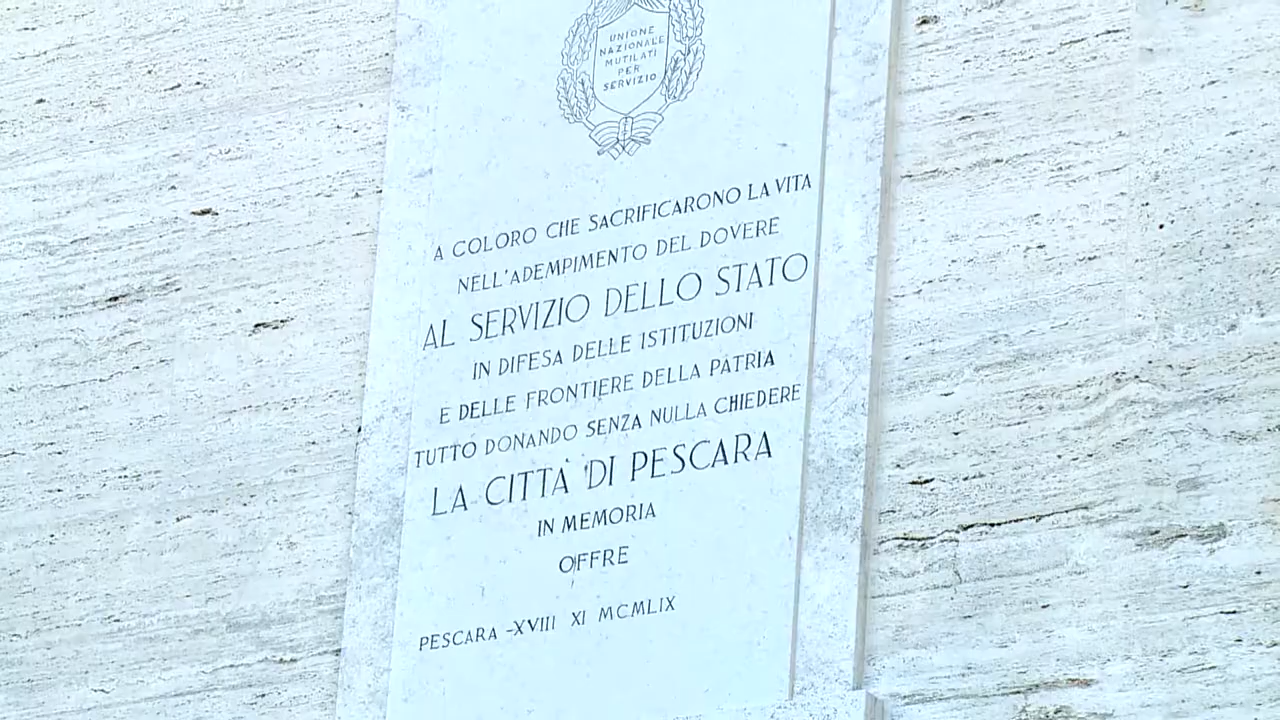 UNIONE
NAZIONALE
MUTILATI
PER
SERVIZIO
A COLORO CHE SACRIFICARONO LA VITA
NELL'ADEMPIMENTO DEL DOVERE
AL SERVIZIO DELLO STATO
IN DIFESA DELLE ISTITUZIONI
E DELLE FRONTIERE DELLA PATRIA
TUTTO DONANDO SENZA NULLA CHIEDERE
LA CITTÀ DI PESCARA
IN MEMORIA
OFFRE
PESCARA - XVIII XI MCMLIX